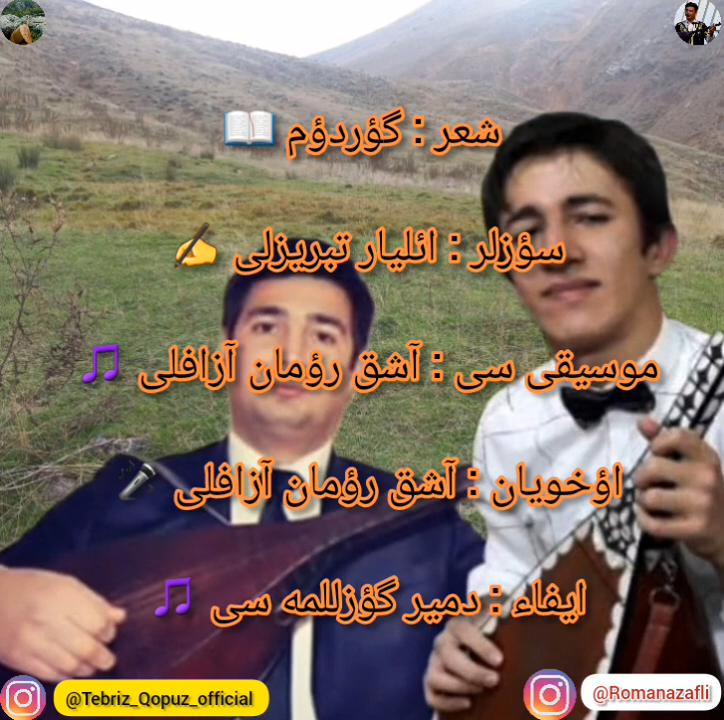 شعر : گؤردؤم
سؤزلر : ائلیار تبریزلی
موسیقی سی : آشق رؤمان آزافلی
اؤخویان : آشق رؤمان آزافلی
ایفاء : دمیر گؤزللمه سی
@Tebriz_Qopuz_official
@Romanazafli